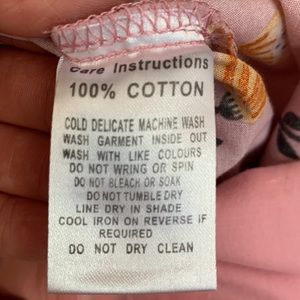 Care Instructions
100% COTTON
COLD DELICATE MACHINE WASH
WASH GARMENT INSIDE OUT
WASH WITH LIKE COLOURS
DO NOT WRING OR SPIN
DO NOT BLEACH OR SOAK
DO NOT TUMBLE DRY
LINE DRY IN SHADE
COOL IRON ON REVERSE IF
REQUIRED
DO NOT DRY CLEAN